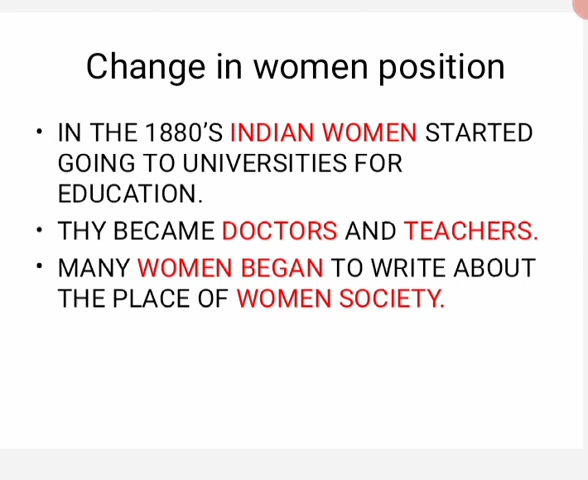 Change in women position
• IN THE 1880'S INDIAN WOMEN STARTED
GOING TO UNIVERSITIES FOR
EDUCATION.
• THY BECAME DOCTORS AND TEACHERS.
• MANY WOMEN BEGAN TO WRITE ABOUT
THE PLACE OF WOMEN SOCIETY.